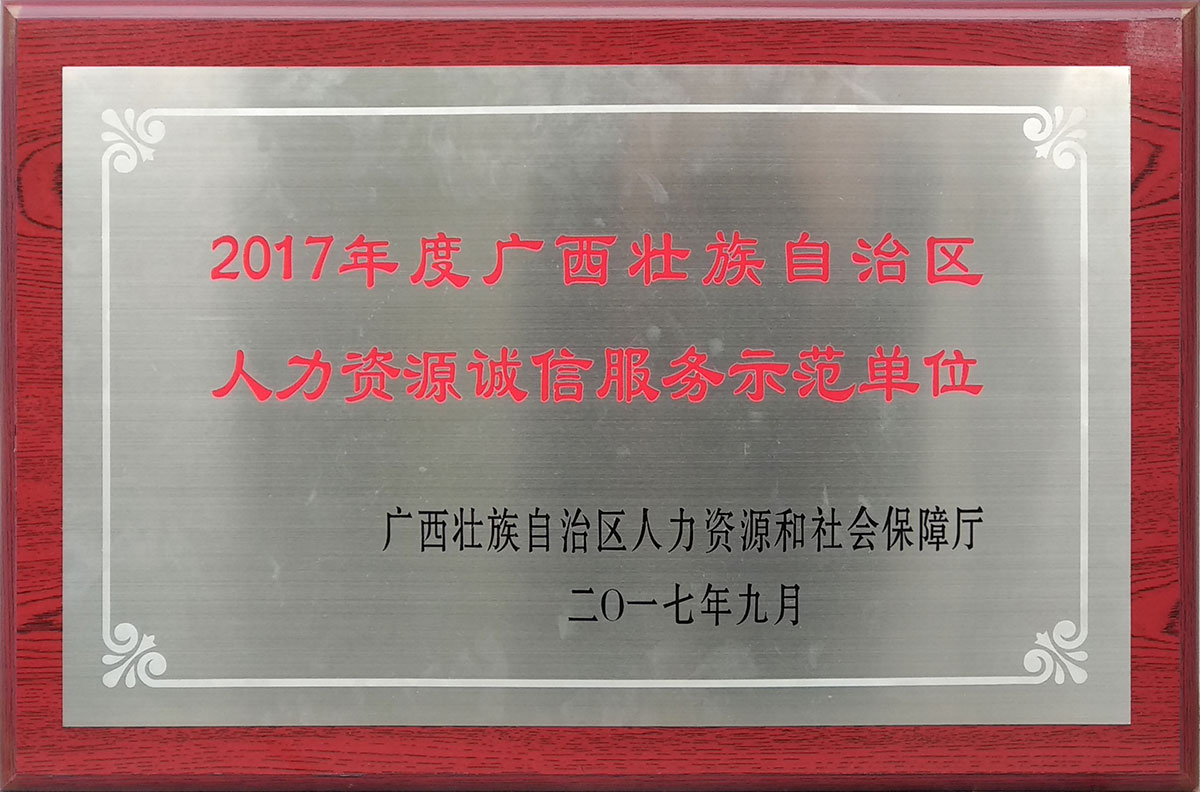 2017年度广西壮族自治区
人力资源诚信服务示范单位
广西壮族自治区人力资源和社会保障厅
二〇一七年九月